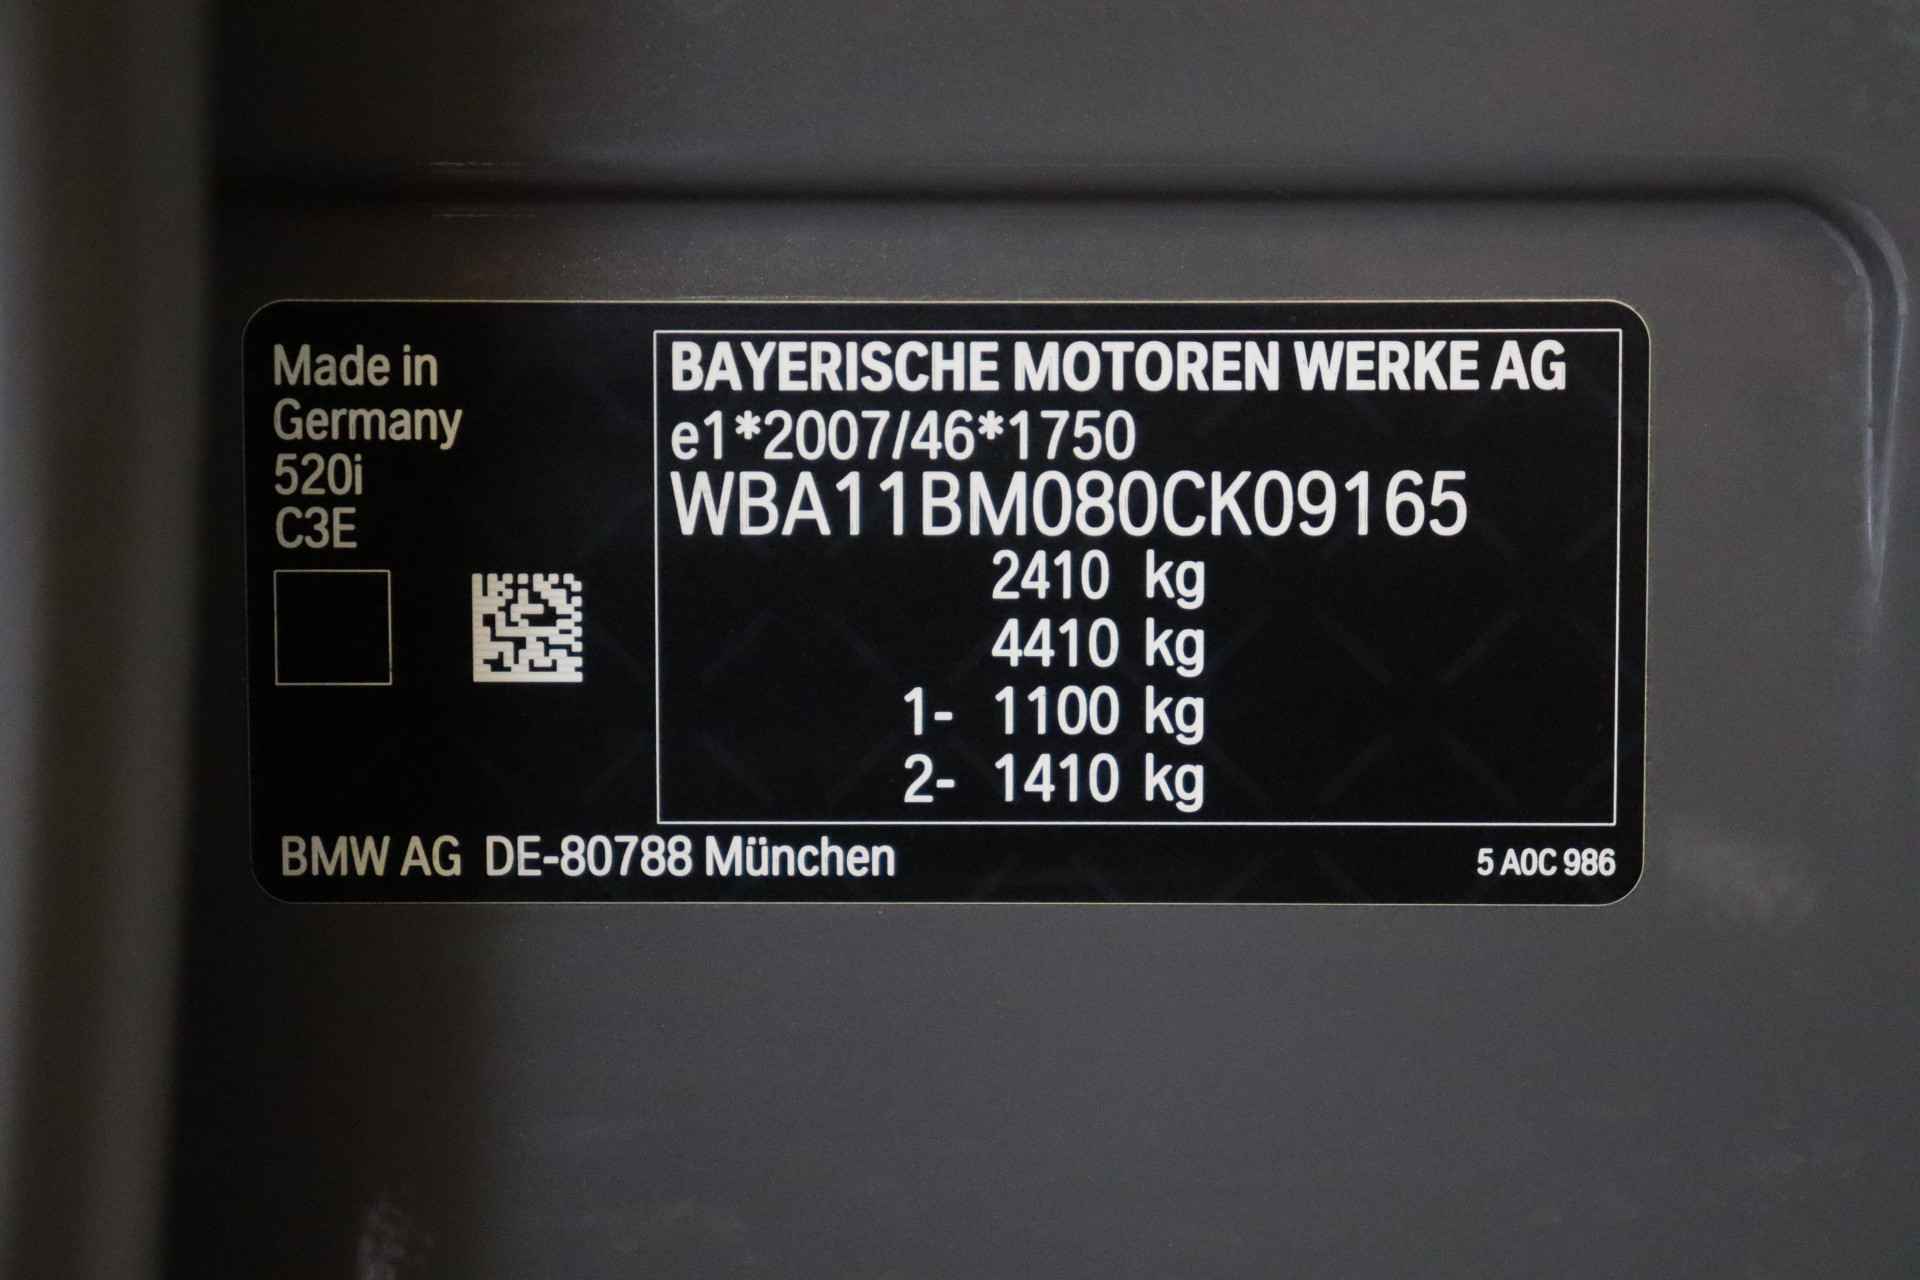 Made in
Germany
520i
C3E
BAYERISCHE MOTOREN WERKE AG
e1*2007/46*1750
WBA11BM080CK09165
2410 kg
4410 kg
1- 1100 kg
2- 1410 kg
BMW AG DE-80788 München
5 A0C 986